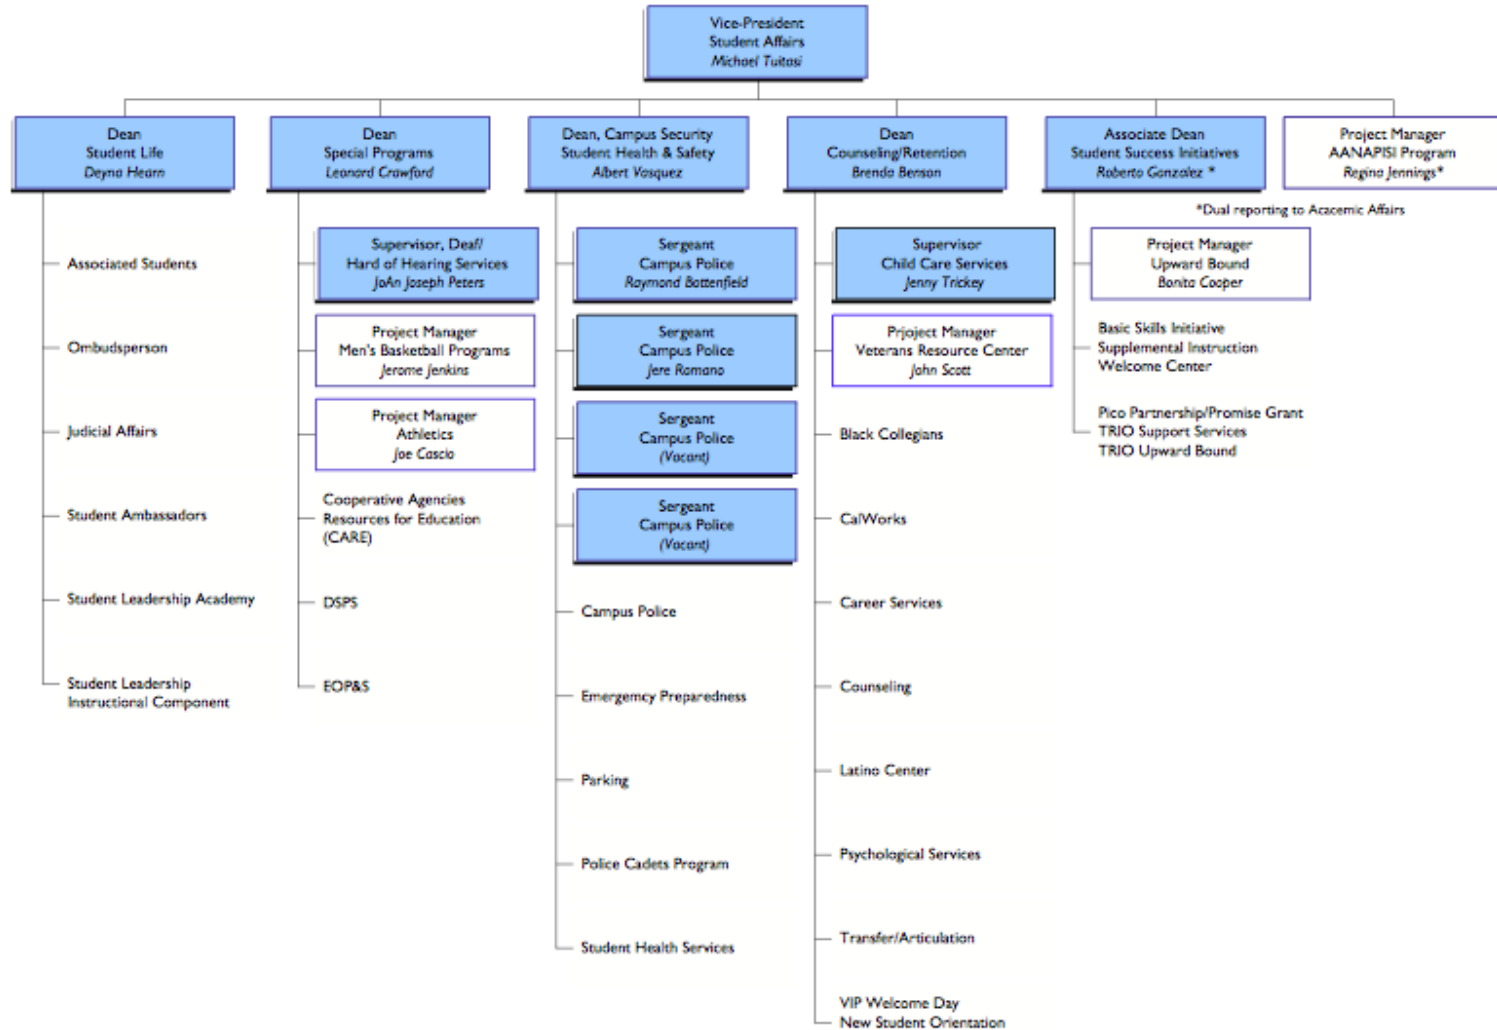 Vice-President
Student Affairs
Michael Tuitasi
Dean
Student Life
Deyna Hearn
Dean
Special Programs
Leonard Crawford
Dean, Campus Security
Student Health & Safety
Albert Vasquez
Dean
Counseling/Retention
Brenda Benson
Associate Dean
Student Success Initiatives
Roberto Gonzalez *
Project Manager
AANAPISI Program
Regina Jennings*
*Dual reporting to Acacemic Affairs
Associated Students
Ombudsperson
Judicial Affairs
Student Ambassadors
Student Leadership Academy
Student Leadership
Instructional Component
Supervisor, Deaf/
Hard of Hearing Services
JoAn Joseph Peters
Project Manager
Men's Basketball Programs
Jerome Jenkins
Project Manager
Athletics
Joe Cascio
Cooperative Agencies
Resources for Education
(CARE)
DSPS
EOP&S
Sergeant
Campus Police
Raymond Bottenfield
Sergeant
Campus Police
Jere Romano
Sergeant
Campus Police
(Vacant)
Sergeant
Campus Police
(Vacant)
Campus Police
Emergemcy Preparedness
Parking
Police Cadets Program
Student Health Services
Supervisor
Child Care Services
Jenny Trickey
Prjoject Manager
Veterans Resource Center
John Scott
Black Collegians
CalWorks
Career Services
Counseling
Latino Center
Psychological Services
Transfer/Articulation
VIP Welcome Day
New Student Orientation
Project Manager
Upward Bound
Bonita Cooper
Basic Skills Initiative
Supplemental Instruction
Welcome Center
Pico Partnership/Promise Grant
TRIO Support Services
TRIO Upward Bound